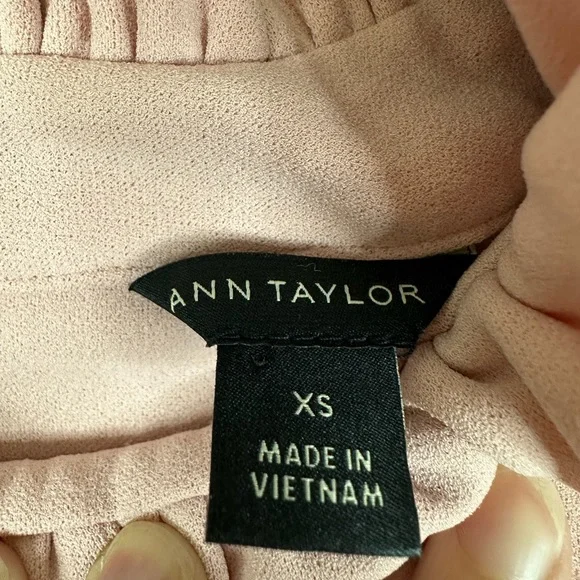 ANN TAYLOR
XS
MADE IN
VIETNAM